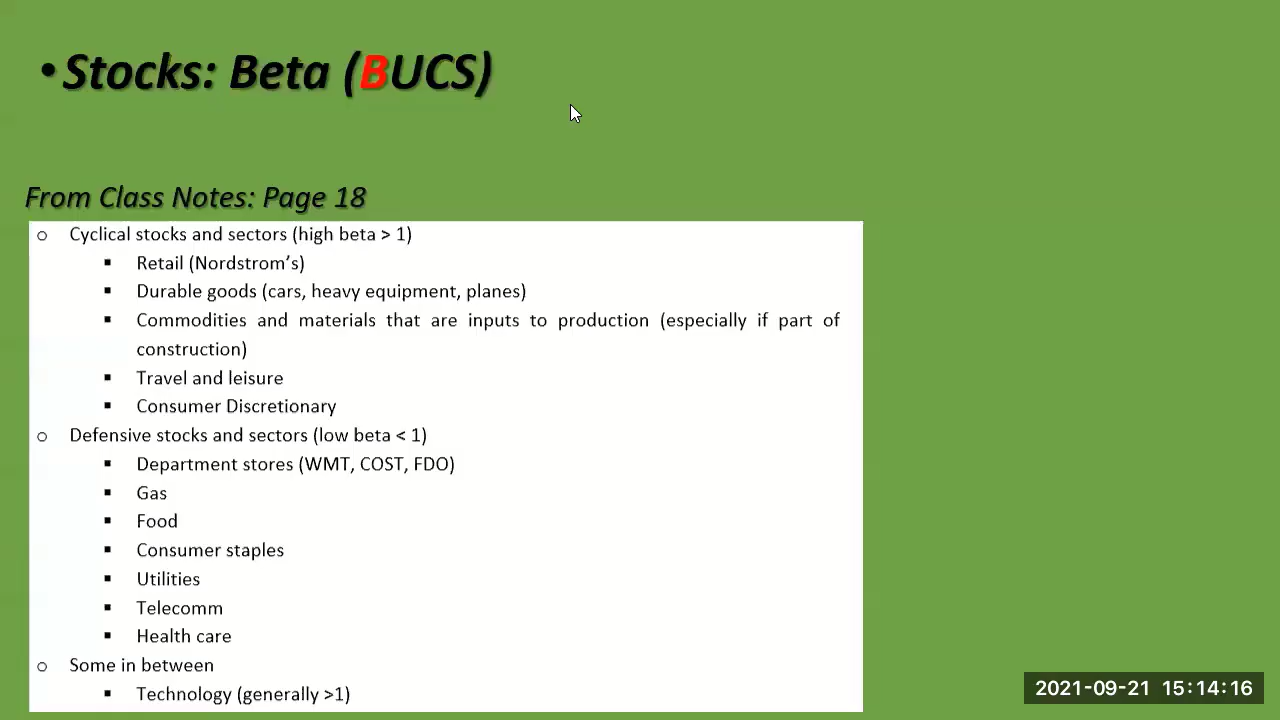 •Stocks: Beta (BUCS)
From Class Notes: Page 18
o Cyclical stocks and sectors (high beta > 1)
▪ Retail (Nordstrom’s)
▪ Durable goods (cars, heavy equipment, planes)
▪ Commodities and materials that are inputs to production (especially if part of
construction)
▪ Travel and leisure
▪ Consumer Discretionary
o Defensive stocks and sectors (low beta < 1)
▪ Department stores (WMT, COST, FDO)
▪ Gas
▪ Food
▪ Consumer staples
▪ Utilities
▪ Telecomm
▪ Health care
o Some in between
▪ Technology (generally >1)
2021-09-21 15:14:16